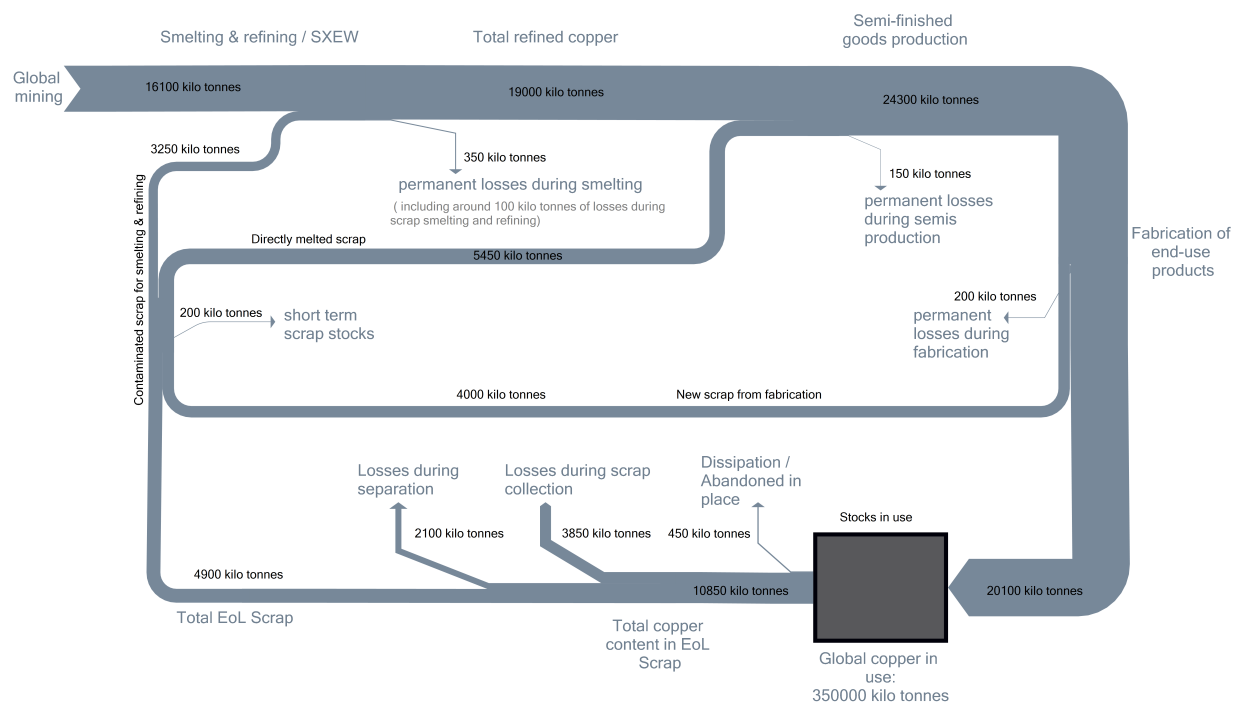 Semi-finished
goods production
Smelting & refining / SXEW
Total refined copper
Global
mining
16100 kilo tonnes
19000 kilo tonnes
24300 kilo tonnes
3250 kilo tonnes
350 kilo tonnes
permanent losses during smelting
( including around 100 kilo tonnes of losses during
scrap smelting and refining)
150 kilo tonnes
permanent losses
during semis
production
Contaminated scrap for smelting & refining
Directly melted scrap
5450 kilo tonnes
Fabrication of
end-use
products
200 kilo tonnes
short term
scrap stocks
200 kilo tonnes
permanent
losses during
fabrication
4000 kilo tonnes
New scrap from fabrication
Losses during
separation
Losses during scrap
collection
Dissipation /
Abandoned in
place
2100 kilo tonnes
3850 kilo tonnes
450 kilo tonnes
Stocks in use
4900 kilo tonnes
10850 kilo tonnes
20100 kilo tonnes
Total EoL Scrap
Total copper
content in EoL
Scrap
Global copper in
use:
350000 kilo tonnes